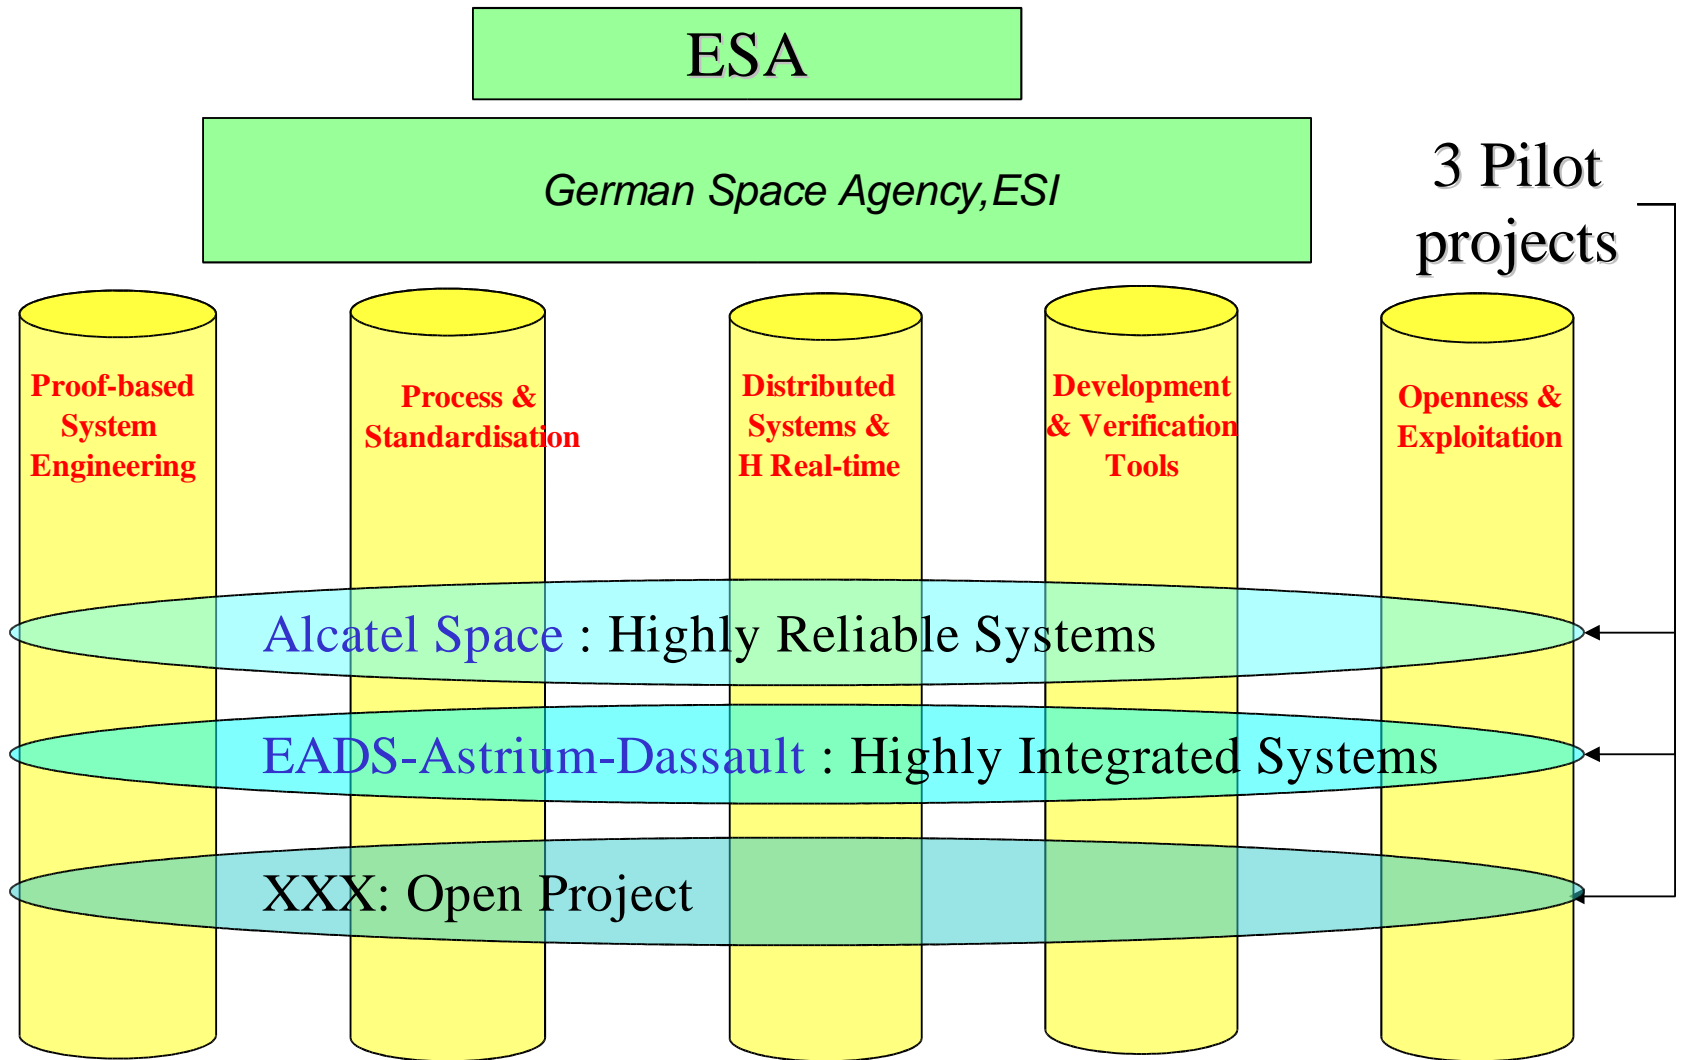 ESA
German Space Agency,ESI
3 Pilot
projects
Proof-based
System
Engineering
Process &
Standardisation
Distributed
Systems &
H Real-time
Development
& Verification
Tools
Openness &
Exploitation
Alcatel Space : Highly Reliable Systems
EADS-Astrium-Dassault : Highly Integrated Systems
XXX: Open Project